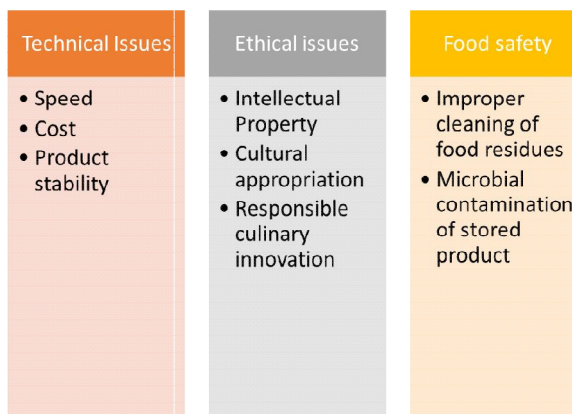 Technical Issues
• Speed
• Cost
• Product
stability
Ethical issues
• Intellectual
Property
• Cultural
appropriation
• Responsible
culinary
innovation
Food safety
• Improper
cleaning of
food residues
• Microbial
contamination
of stored
product